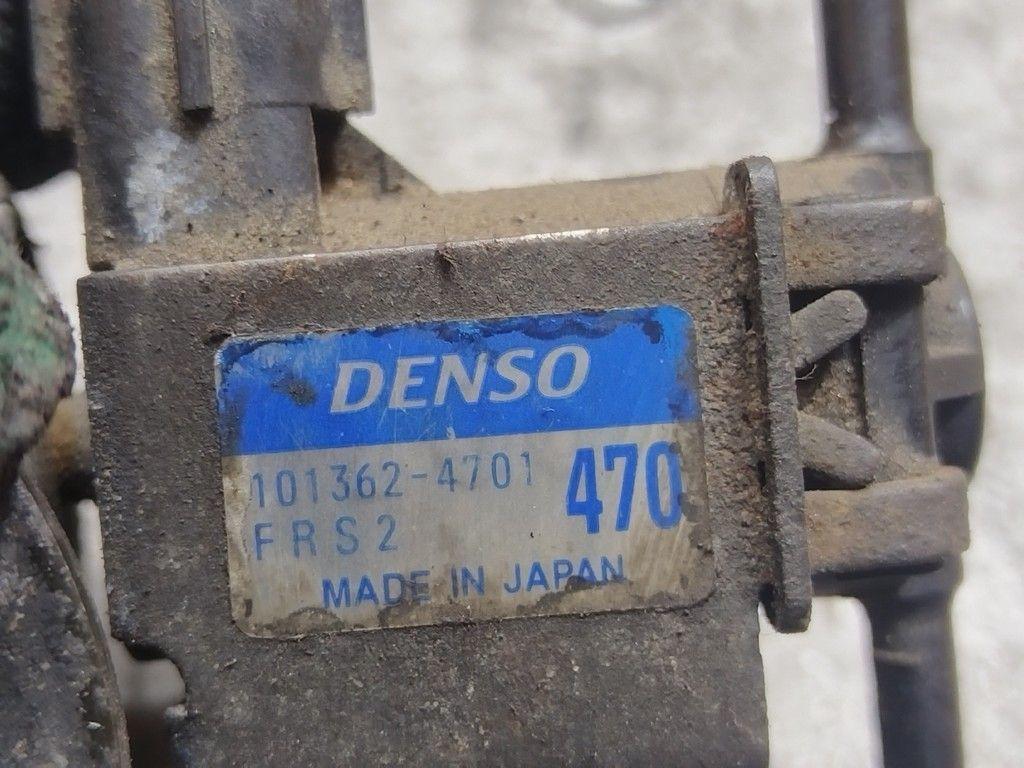 DENSO
101362-4701 470
FRS2
MADE IN JAPAN